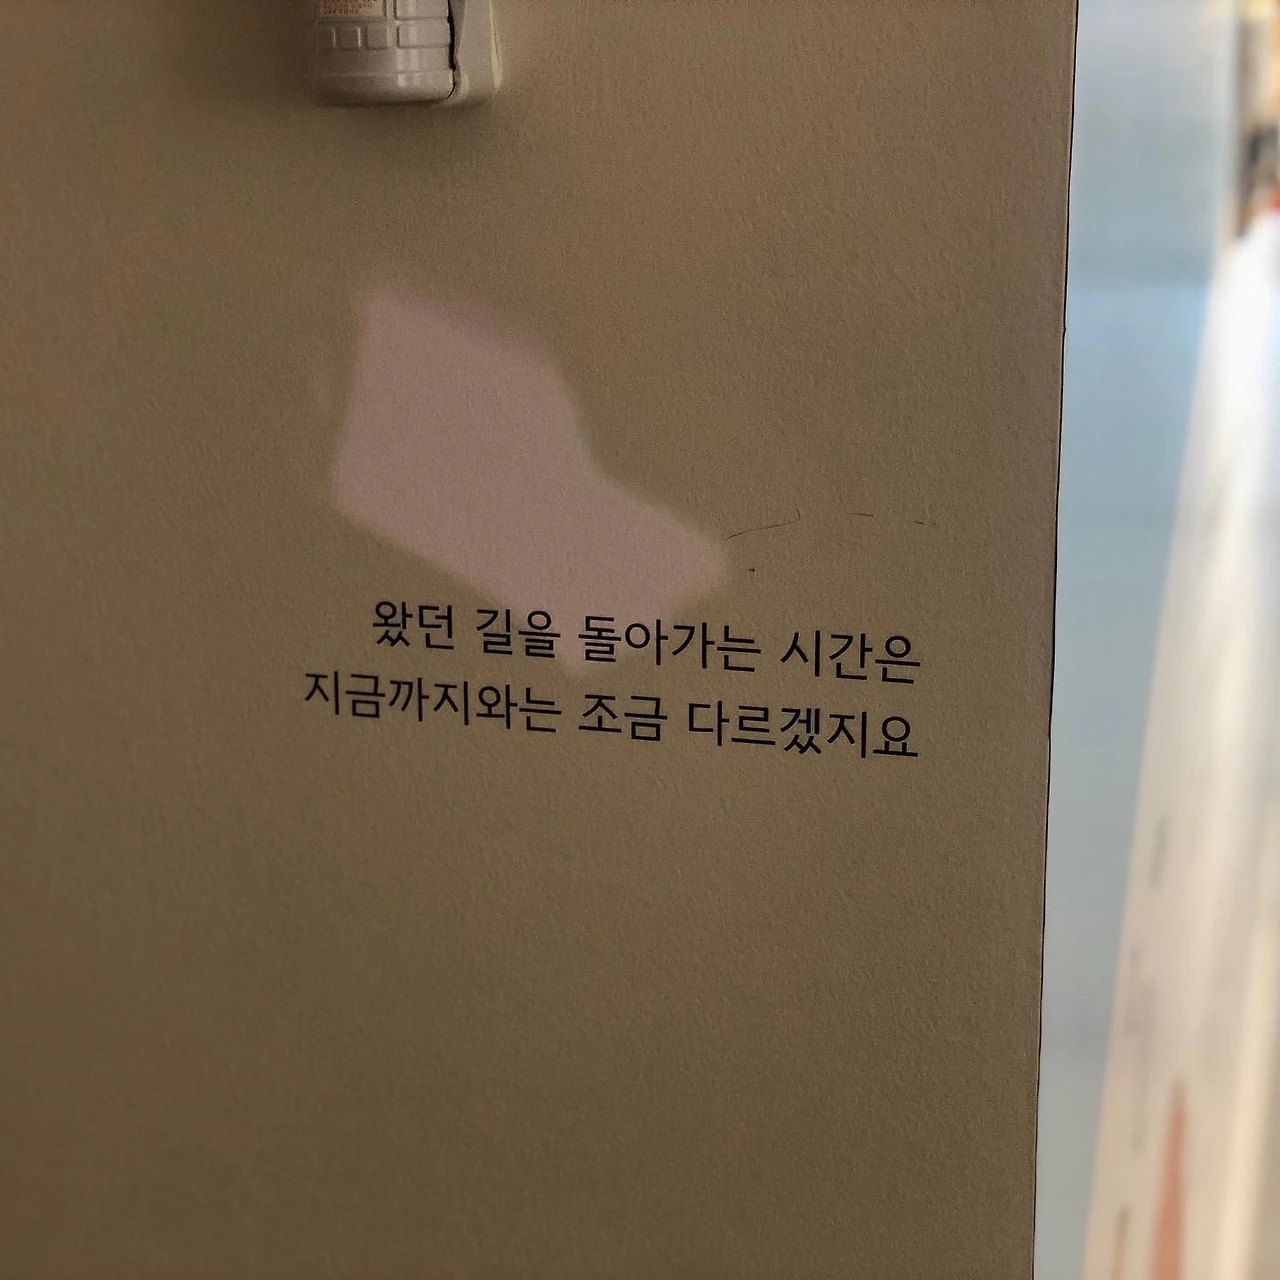 왔던 길을 돌아가는 시간은
지금까지와는 조금 다르겠지요